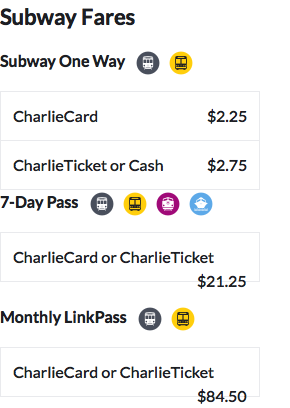 Subway Fares
Subway One Way
CharlieCard $2.25
CharlieTicket or Cash $2.75
7-Day Pass
CharlieCard or CharlieTicket
$21.25
Monthly LinkPass
CharlieCard or CharlieTicket
$84.50